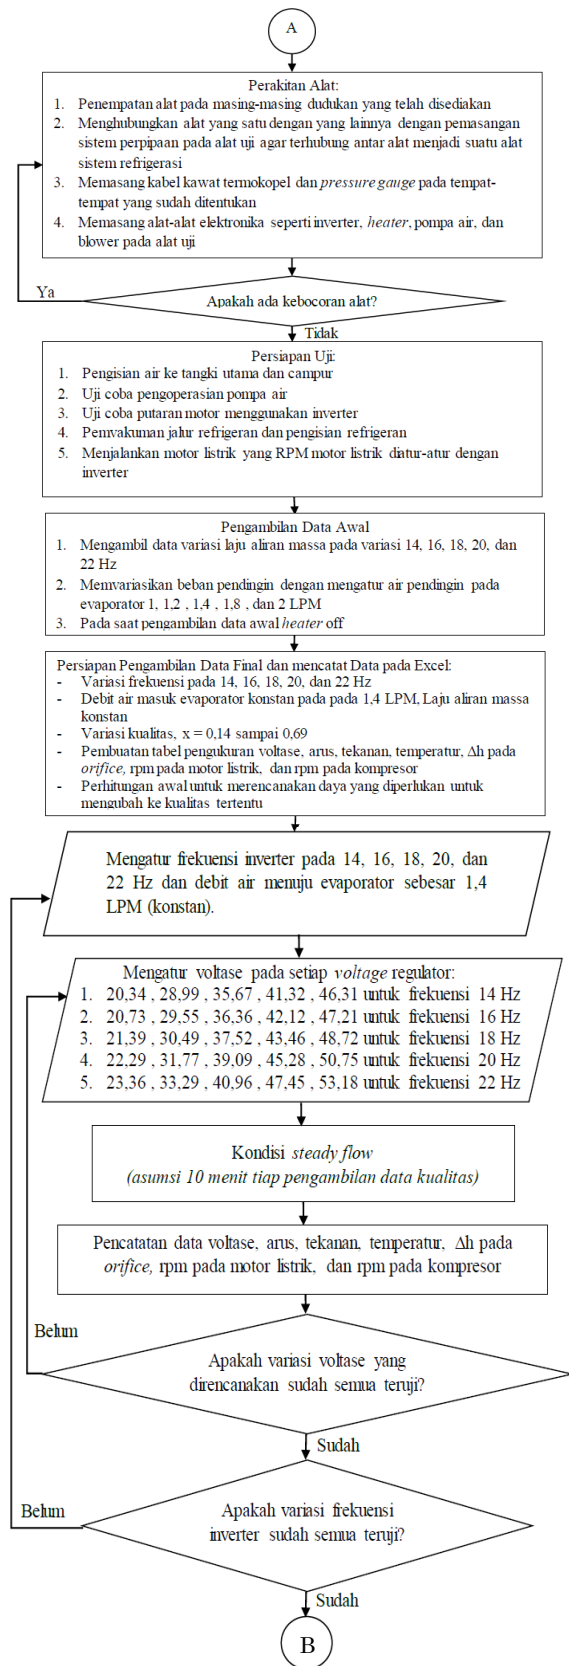 A
Perakitan Alat:
1. Penempatan alat pada masing-masing dudukan yang telah disediakan
2. Menghubungkan alat yang satu dengan yang lainnya dengan pemasangan
sistem perpipaan pada alat uji agar terhubung antar alat menjadi suatu alat
sistem refrigerasi
3. Memasang kabel kawat termokopel dan pressure gauge pada tempat-
tempat yang sudah ditentukan
4. Memasang alat-alat elektronika seperti inverter, heater, pompa air, dan
blower pada alat uji
Ya
Apakah ada kebocoran alat?
Tidak
Persiapan Uji:
1. Pengisian air ke tangki utama dan campur
2. Uji coba pengoperasian pompa air
3. Uji coba putaran motor menggunakan inverter
4. Pemvakuman jalur refrigeran dan pengisian refrigeran
5. Menjalankan motor listrik yang RPM motor listrik diatur-atur dengan
inverter
Pengambilan Data Awal
1. Mengambil data variasi laju aliran massa pada variasi 14, 16, 18, 20, dan
22 Hz
2. Memvariasikan beban pendingin dengan mengatur air pendingin pada
evaporator 1, 1,2 , 1,4 , 1,8 , dan 2 LPM
3. Pada saat pengambilan data awal heater off
Persiapan Pengambilan Data Final dan mencatat Data pada Excel:
- Variasi frekuensi pada 14, 16, 18, 20, dan 22 Hz
- Debit air masuk evaporator konstan pada pada 1,4 LPM, Laju aliran massa
konstan
- Variasi kualitas, x = 0,14 sampai 0,69
- Pembuatan tabel pengukuran voltase, arus, tekanan, temperatur, Δh pada
orifice, rpm pada motor listrik, dan rpm pada kompresor
- Perhitungan awal untuk merencanakan daya yang diperlukan untuk
mengubah ke kualitas tertentu
Mengatur frekuensi inverter pada 14, 16, 18, 20, dan
22 Hz dan debit air menuju evaporator sebesar 1,4
LPM (konstan).
Mengatur voltase pada setiap voltage regulator:
1. 20,34 , 28,99 , 35,67 , 41,32 , 46,31 untuk frekuensi 14 Hz
2. 20,73 , 29,55 , 36,36 , 42,12 , 47,21 untuk frekuensi 16 Hz
3. 21,39 , 30,49 , 37,52 , 43,46 , 48,72 untuk frekuensi 18 Hz
4. 22,29 , 31,77 , 39,09 , 45,28 , 50,75 untuk frekuensi 20 Hz
5. 23,36 , 33,29 , 40,96 , 47,45 , 53,18 untuk frekuensi 22 Hz
Kondisi steady flow
(asumsi 10 menit tiap pengambilan data kualitas)
Pencatatan data voltase, arus, tekanan, temperatur, Δh pada
orifice, rpm pada motor listrik, dan rpm pada kompresor
Belum
Apakah variasi voltase yang
direncanakan sudah semua teruji?
Sudah
Belum
Apakah variasi frekuensi
inverter sudah semua teruji?
Sudah
B